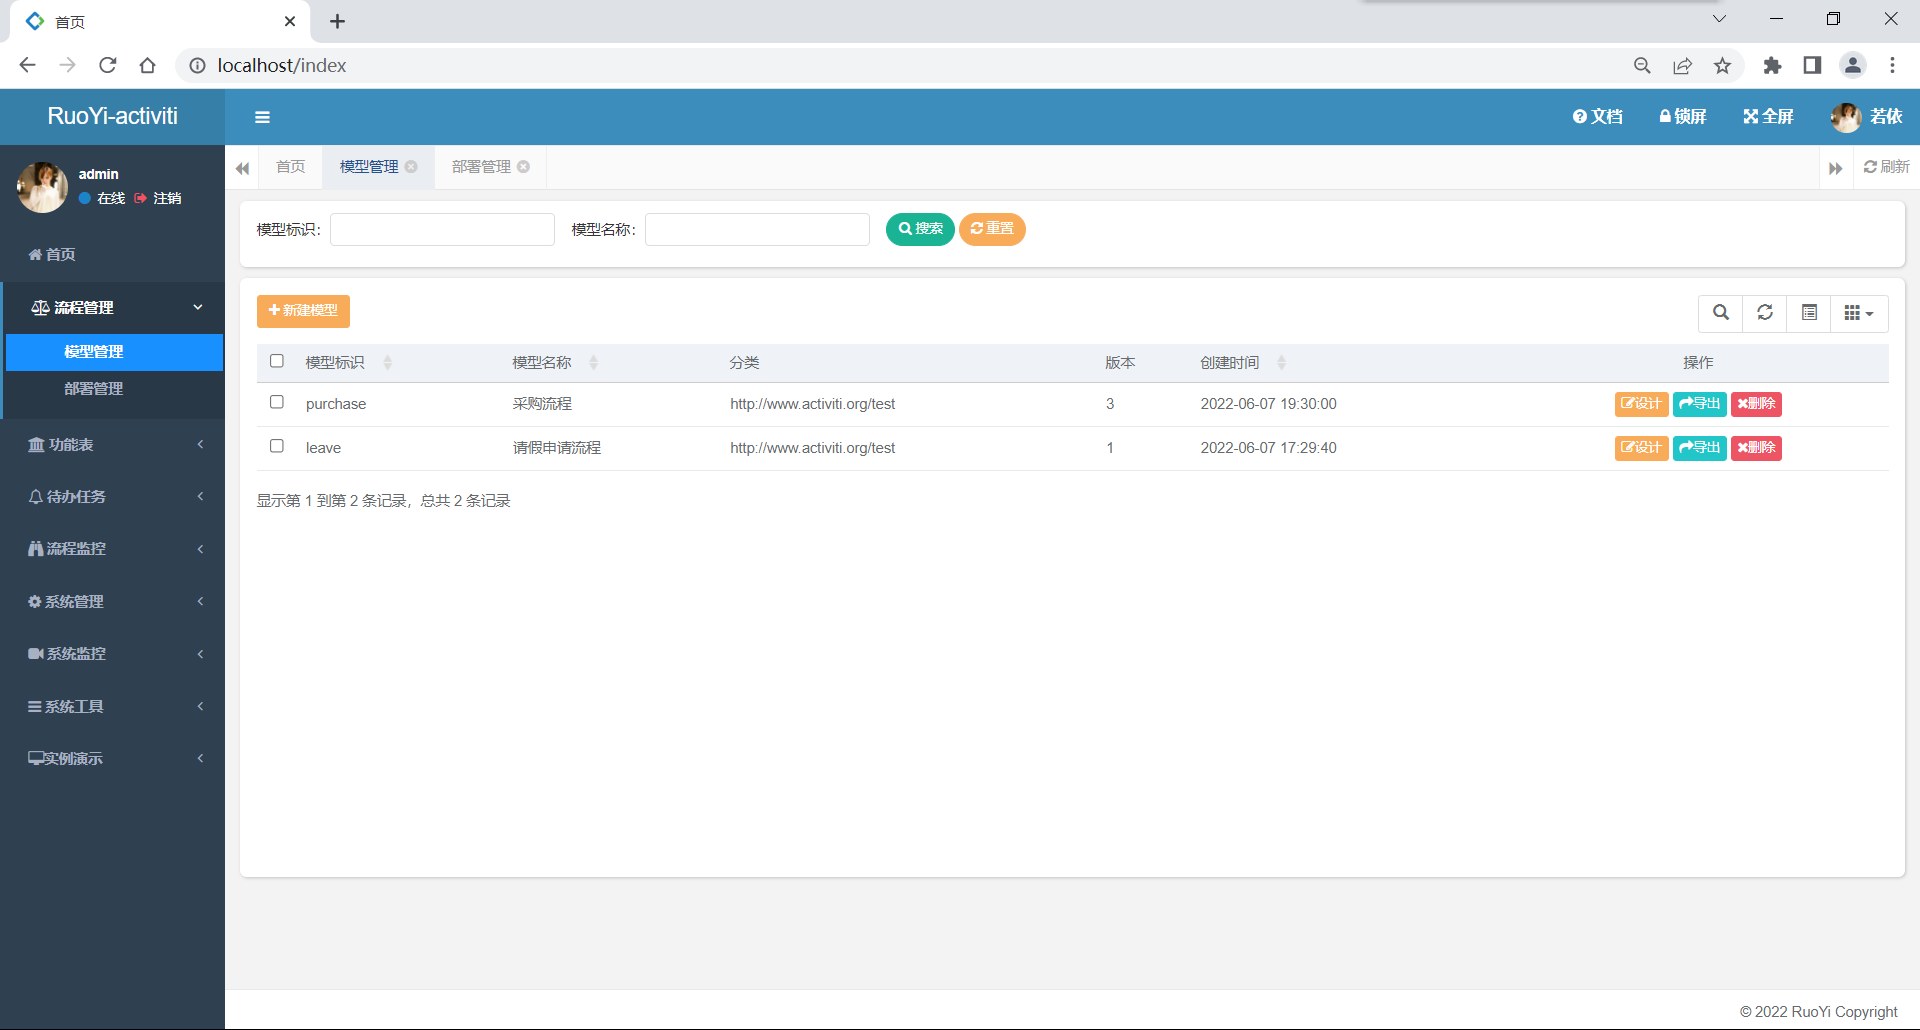 首页
localhost/index
RuoYi-activiti
文档 锁屏 全屏 若依
admin
在线 注销
首页 模型管理 部署管理 刷新
首页
流程管理
模型管理
部署管理
功能表
待办任务
流程监控
系统管理
系统监控
系统工具
实例演示
模型标识： 模型名称： 搜索 重置
新建模型
模型标识 模型名称 分类 版本 创建时间 操作
purchase 采购流程 http://www.activiti.org/test 3 2022-06-07 19:30:00 设计 导出 删除
leave 请假申请流程 http://www.activiti.org/test 1 2022-06-07 17:29:40 设计 导出 删除
显示第 1 到第 2 条记录，总共 2 条记录
© 2022 RuoYi Copyright